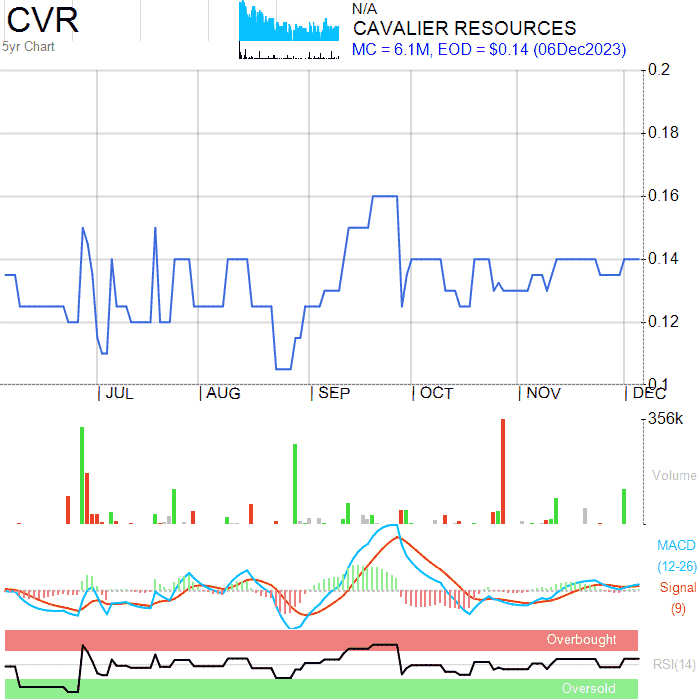 CVR
5yr Chart
N/A
CAVALIER RESOURCES
MC = 6.1M, EOD = $0.14 (06Dec2023)
0.2
0.18
0.16
0.14
0.12
0.1
JUL AUG SEP OCT NOV DEC
356k
Volume
MACD
(12-26)
Signal
(9)
Overbought
RSI(14)
Oversold